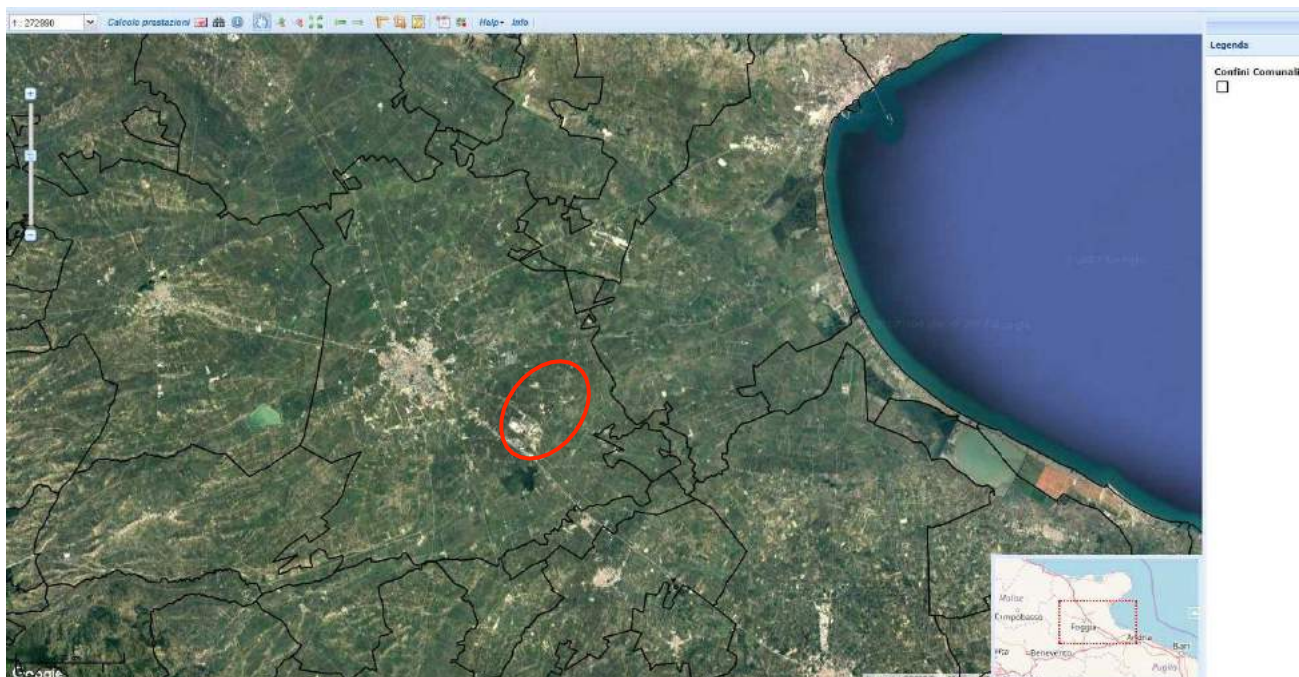 1 : 272990
Calcolo prestazioni
Help
Info
Legenda
Confini Comunali
Molise
Campobasso
Foggia
Andria
Bari
Benevento
Puglia
Google